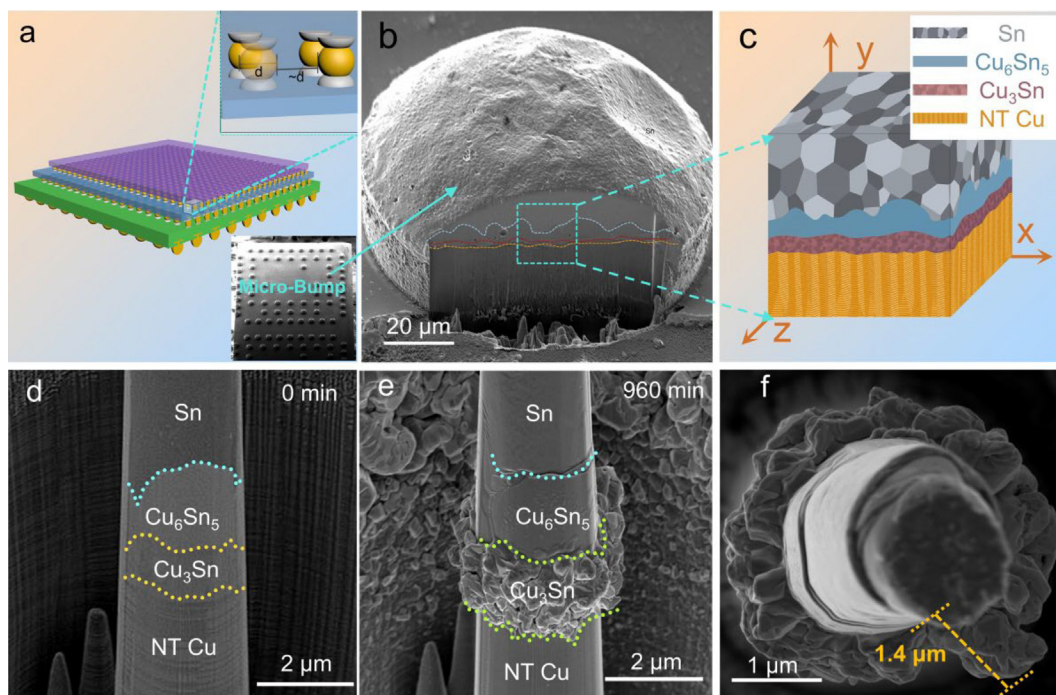 a
d
~d
Micro-Bump
b
Sn
20 µm
c
Sn
Cu₆Sn₅
Cu₃Sn
NT Cu
y
x
z
d
0 min
Sn
Cu₆Sn₅
Cu₃Sn
NT Cu
2 µm
e
960 min
Sn
Cu₆Sn₅
Cu₃Sn
NT Cu
2 µm
f
1.4 µm
1 µm